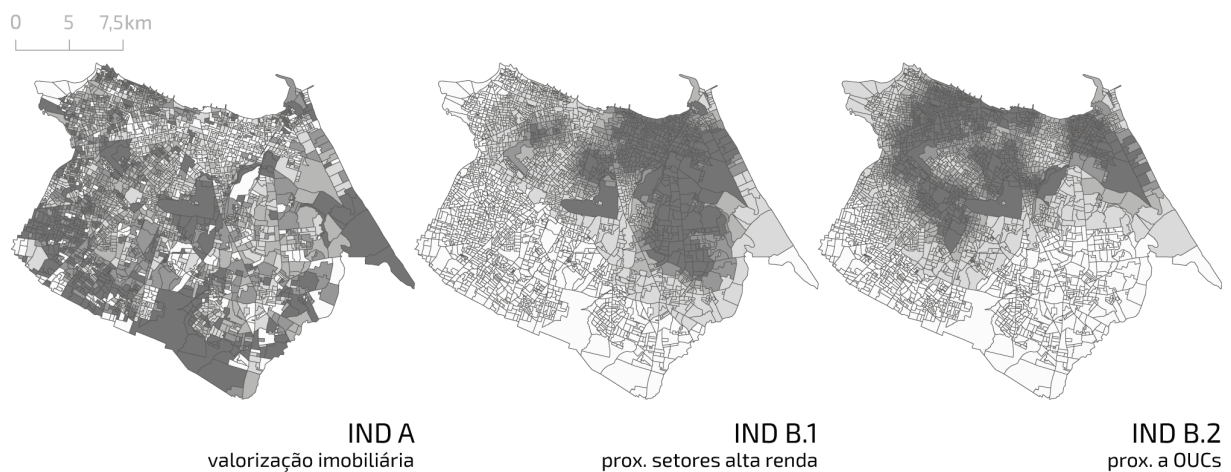 0 5 7,5km
IND A
valorização imobiliária
IND B.1
prox. setores alta renda
IND B.2
prox. a OUCs